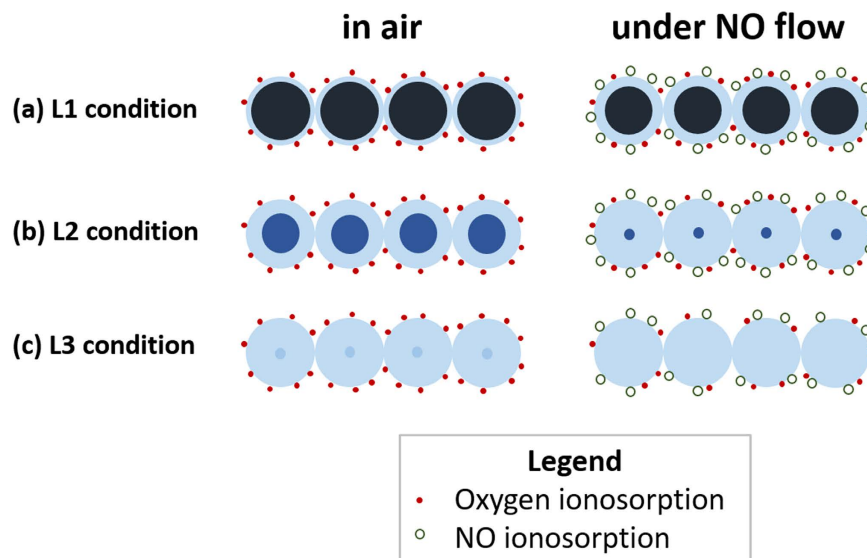 in air
under NO flow
(a) L1 condition
(b) L2 condition
(c) L3 condition
Legend
Oxygen ionosorption
NO ionosorption